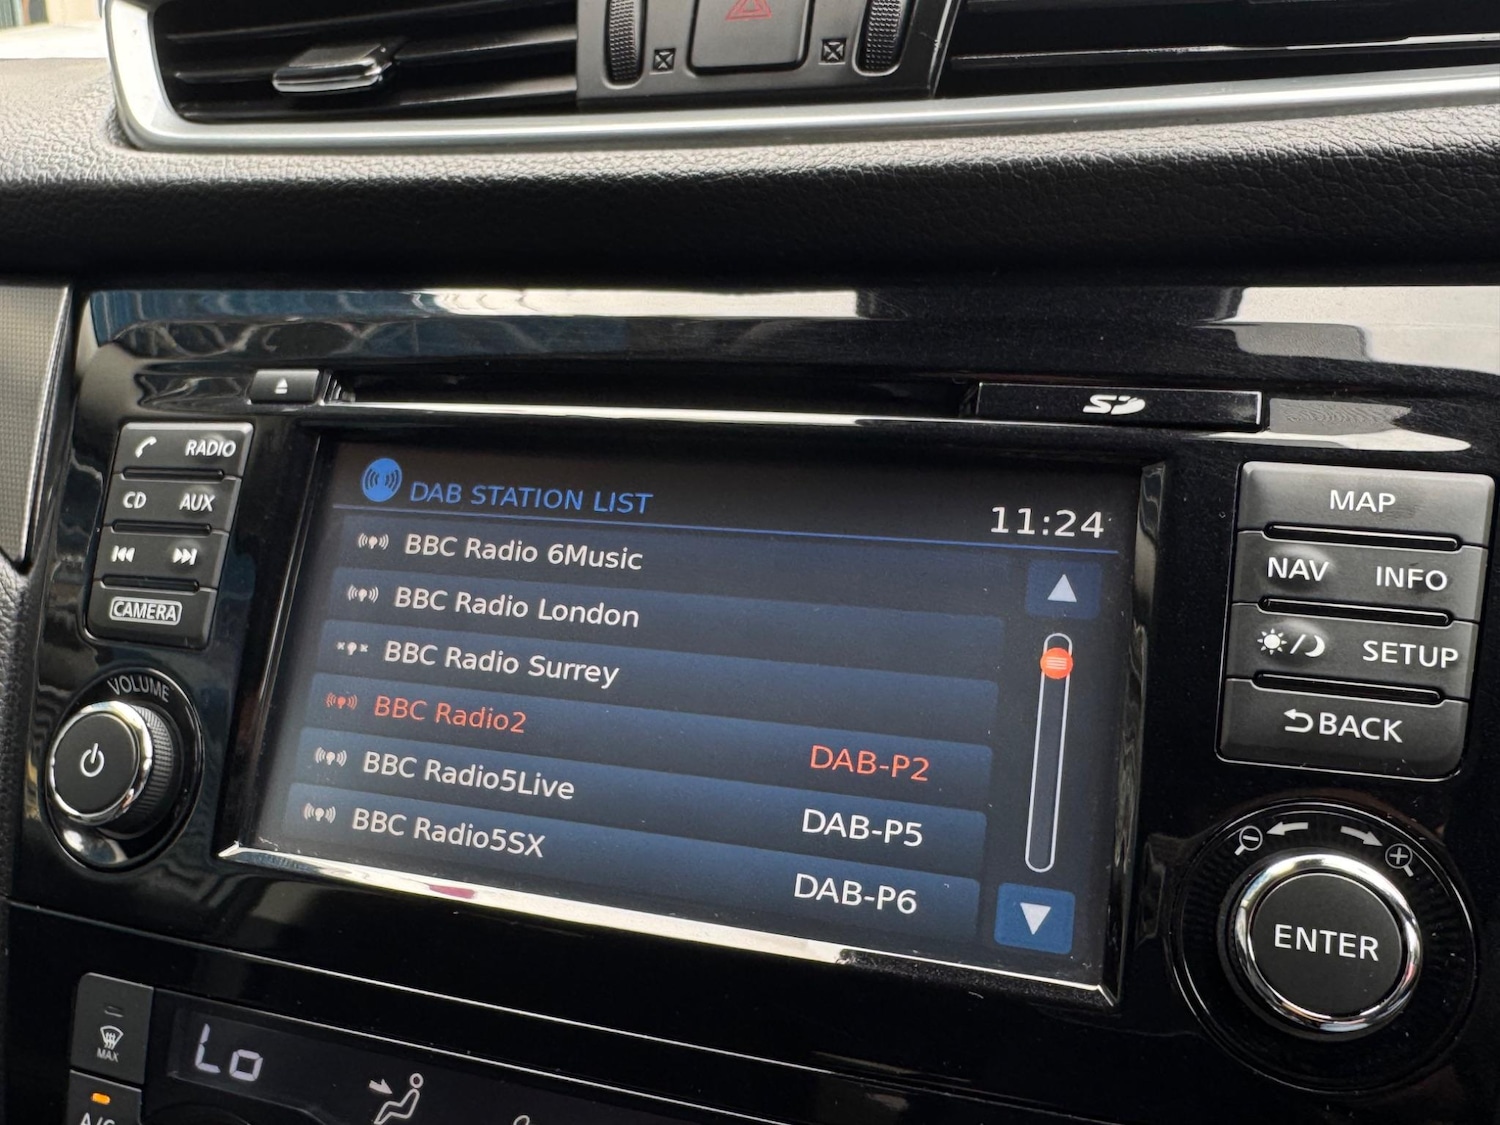 SD
RADIO
CD AUX
CAMERA
VOLUME
DAB STATION LIST
11:24
BBC Radio 6Music
BBC Radio London
BBC Radio Surrey
BBC Radio2 DAB-P2
BBC Radio5Live DAB-P5
BBC Radio5SX DAB-P6
MAP
NAV INFO
SETUP
BACK
ENTER
MAX
Lo
A/C